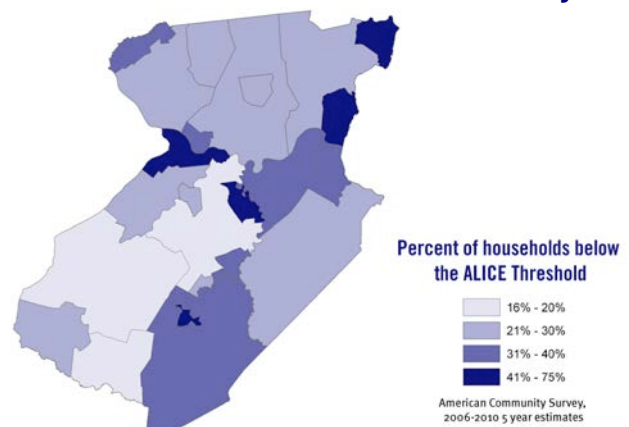 Percent of households below
the ALICE Threshold
16% - 20%
21% - 30%
31% - 40%
41% - 75%
American Community Survey,
2006-2010 5 year estimates